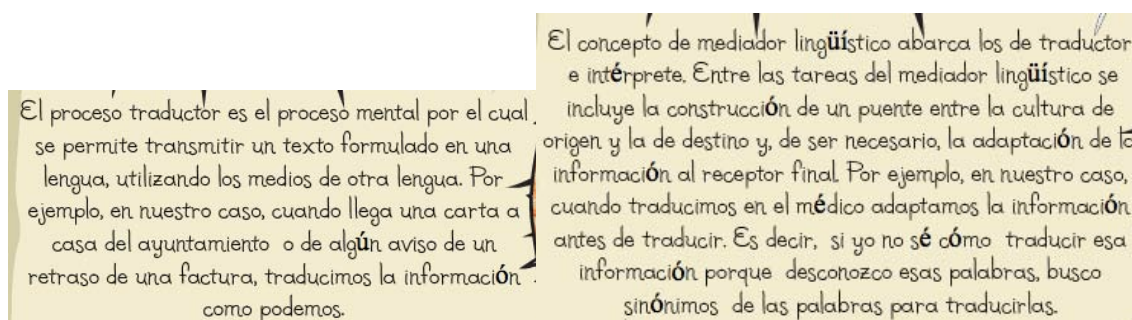 El proceso traductor es el proceso mental por el cual
se permite transmitir un texto formulado en una
lengua, utilizando los medios de otra lengua. Por
ejemplo, en nuestro caso, cuando llega una carta a
casa del ayuntamiento o de algún aviso de un
retraso de una factura, traducimos la información
como podemos.
El concepto de mediador lingüístico abarca los de traductor
e intérprete. Entre las tareas del mediador lingüístico se
incluye la construcción de un puente entre la cultura de
origen y la de destino y, de ser necesario, la adaptación de la
información al receptor final. Por ejemplo, en nuestro caso,
cuando traducimos en el médico adaptamos la información
antes de traducir. Es decir, si yo no sé cómo traducir esa
información porque desconozco esas palabras, busco
sinónimos de las palabras para traducirlas.